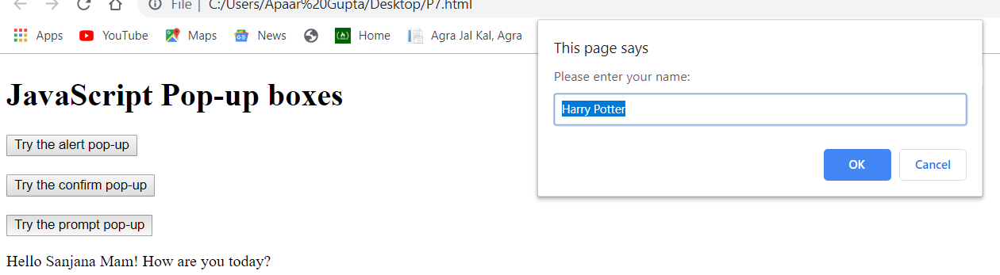 File | C:/Users/Apaar%20Gupta/Desktop/P7.html
Apps YouTube Maps News Home Agra Jal Kal, Agra
This page says
Please enter your name:
Harry Potter
OK Cancel
JavaScript Pop-up boxes
Try the alert pop-up
Try the confirm pop-up
Try the prompt pop-up
Hello Sanjana Mam! How are you today?